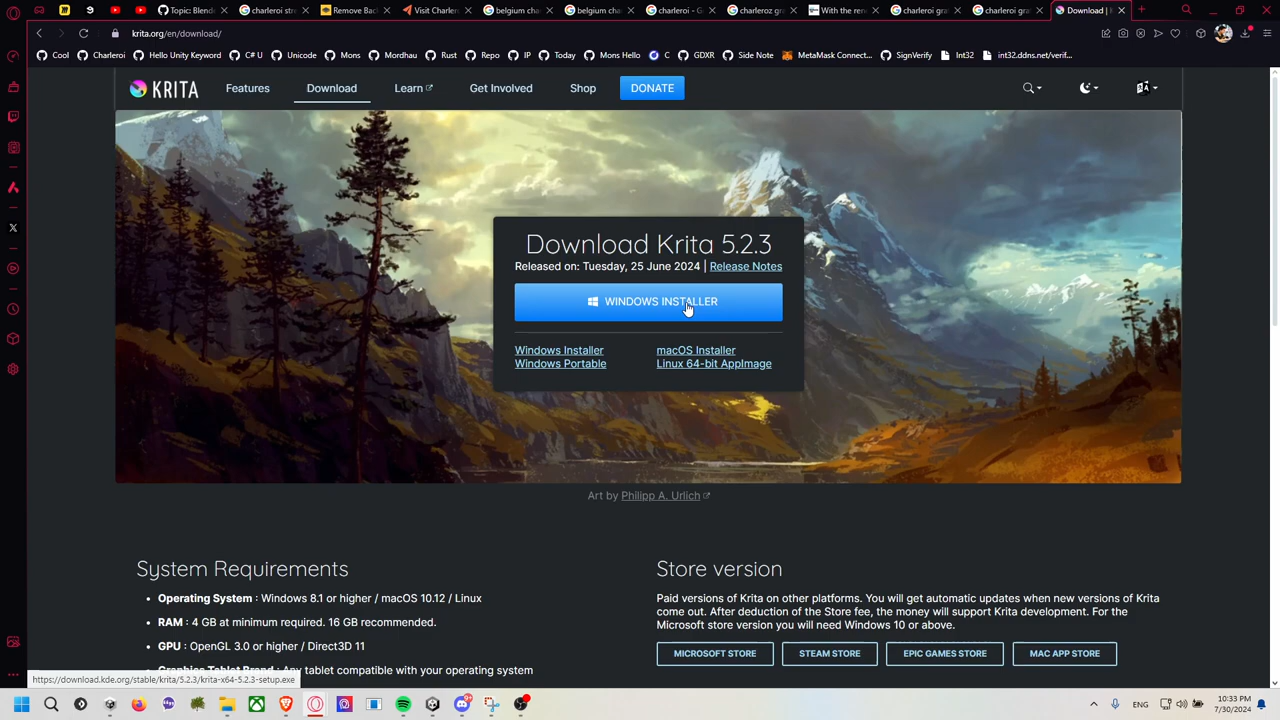 Topic: Blend
charleroi str
Remove Bac
Visit Charler
belgium cha
belgium cha
charleroi - G
charleroz gr
With the ren
charleroi gra
charleroi gra
Download | K
krita.org/en/download/
Cool
Charleroi
Hello Unity Keyword
C# U
Unicode
Mons
Mordhau
Rust
Repo
IP
Today
Mons Hello
C
GDXR
Side Note
MetaMask Connect...
SignVerify
Int32
int32.ddns.net/verif...
KRITA
Features
Download
Learn
Get Involved
Shop
DONATE
Download Krita 5.2.3
Released on: Tuesday, 25 June 2024 | Release Notes
WINDOWS INSTALLER
Windows Installer
macOS Installer
Windows Portable
Linux 64-bit AppImage
Art by Philipp A. Urlich
System Requirements
Operating System : Windows 8.1 or higher / macOS 10.12 / Linux
RAM : 4 GB at minimum required. 16 GB recommended.
GPU : OpenGL 3.0 or higher / Direct3D 11
Graphics Tablet Brand : Any tablet compatible with your operating system
Store version
Paid versions of Krita on other platforms. You will get automatic updates when new versions of Krita
come out. After deduction of the Store fee, the money will support Krita development. For the
Microsoft store version you will need Windows 10 or above.
MICROSOFT STORE
STEAM STORE
EPIC GAMES STORE
MAC APP STORE
https://download.kde.org/stable/krita/5.2.3/krita-x64-5.2.3-setup.exe
ENG
10:33 PM
7/30/2024